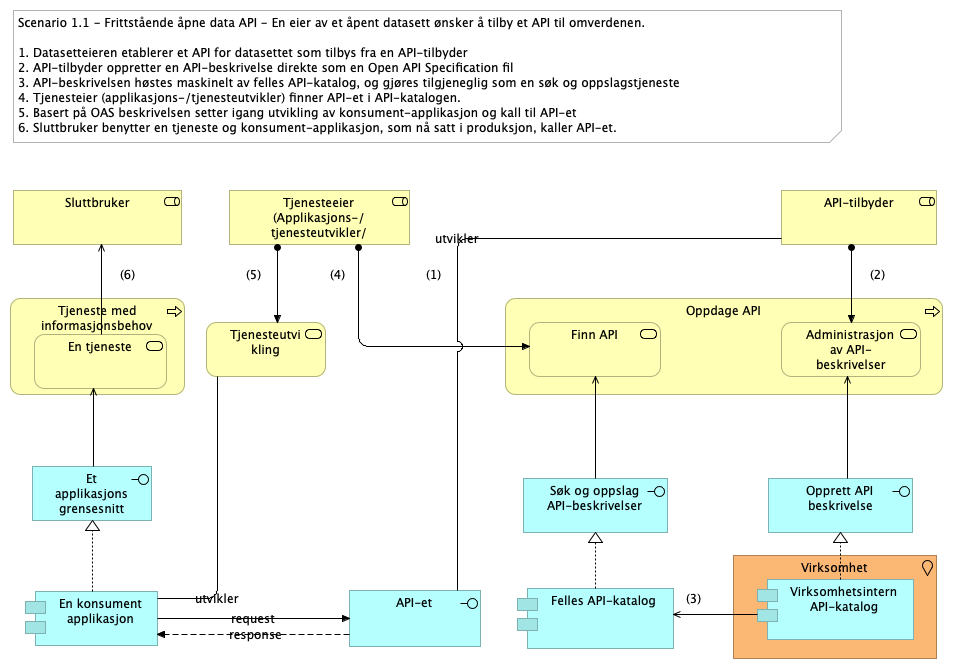 Scenario 1.1 - Frittstående åpne data API - En eier av et åpent datasett ønsker å tilby et API til omverdenen.
1. Datasetteieren etablerer et API for datasettet som tilbys fra en API-tilbyder
2. API-tilbyder oppretter en API-beskrivelse direkte som en Open API Specification fil
3. API-beskrivelsen høstes maskinelt av felles API-katalog, og gjøres tilgjeneglig som en søk og oppslagstjeneste
4. Tjenesteier (applikasjons-/tjenesteutvikler) finner API-et i API-katalogen.
5. Basert på OAS beskrivelsen setter igang utvikling av konsument-applikasjon og kall til API-et
6. Sluttbruker benytter en tjeneste og konsument-applikasjon, som nå satt i produksjon, kaller API-et.
Sluttbruker
Tjenesteeier
(Applikasjons-/
tjenesteutvikler/
API-tilbyder
utvikler
(6)
(5)
(4)
(1)
(2)
Tjeneste med
informasjonsbehov
En tjeneste
Tjenesteutvi
kling
Oppdage API
Finn API
Administrasjon
av API-
beskrivelser
Et
applikasjons
grensesnitt
Søk og oppslag
API-beskrivelser
Opprett API
beskrivelse
Virksomhet
Virksomhetsintern
API-katalog
En konsument
applikasjon
utvikler
request
response
API-et
Felles API-katalog
(3)